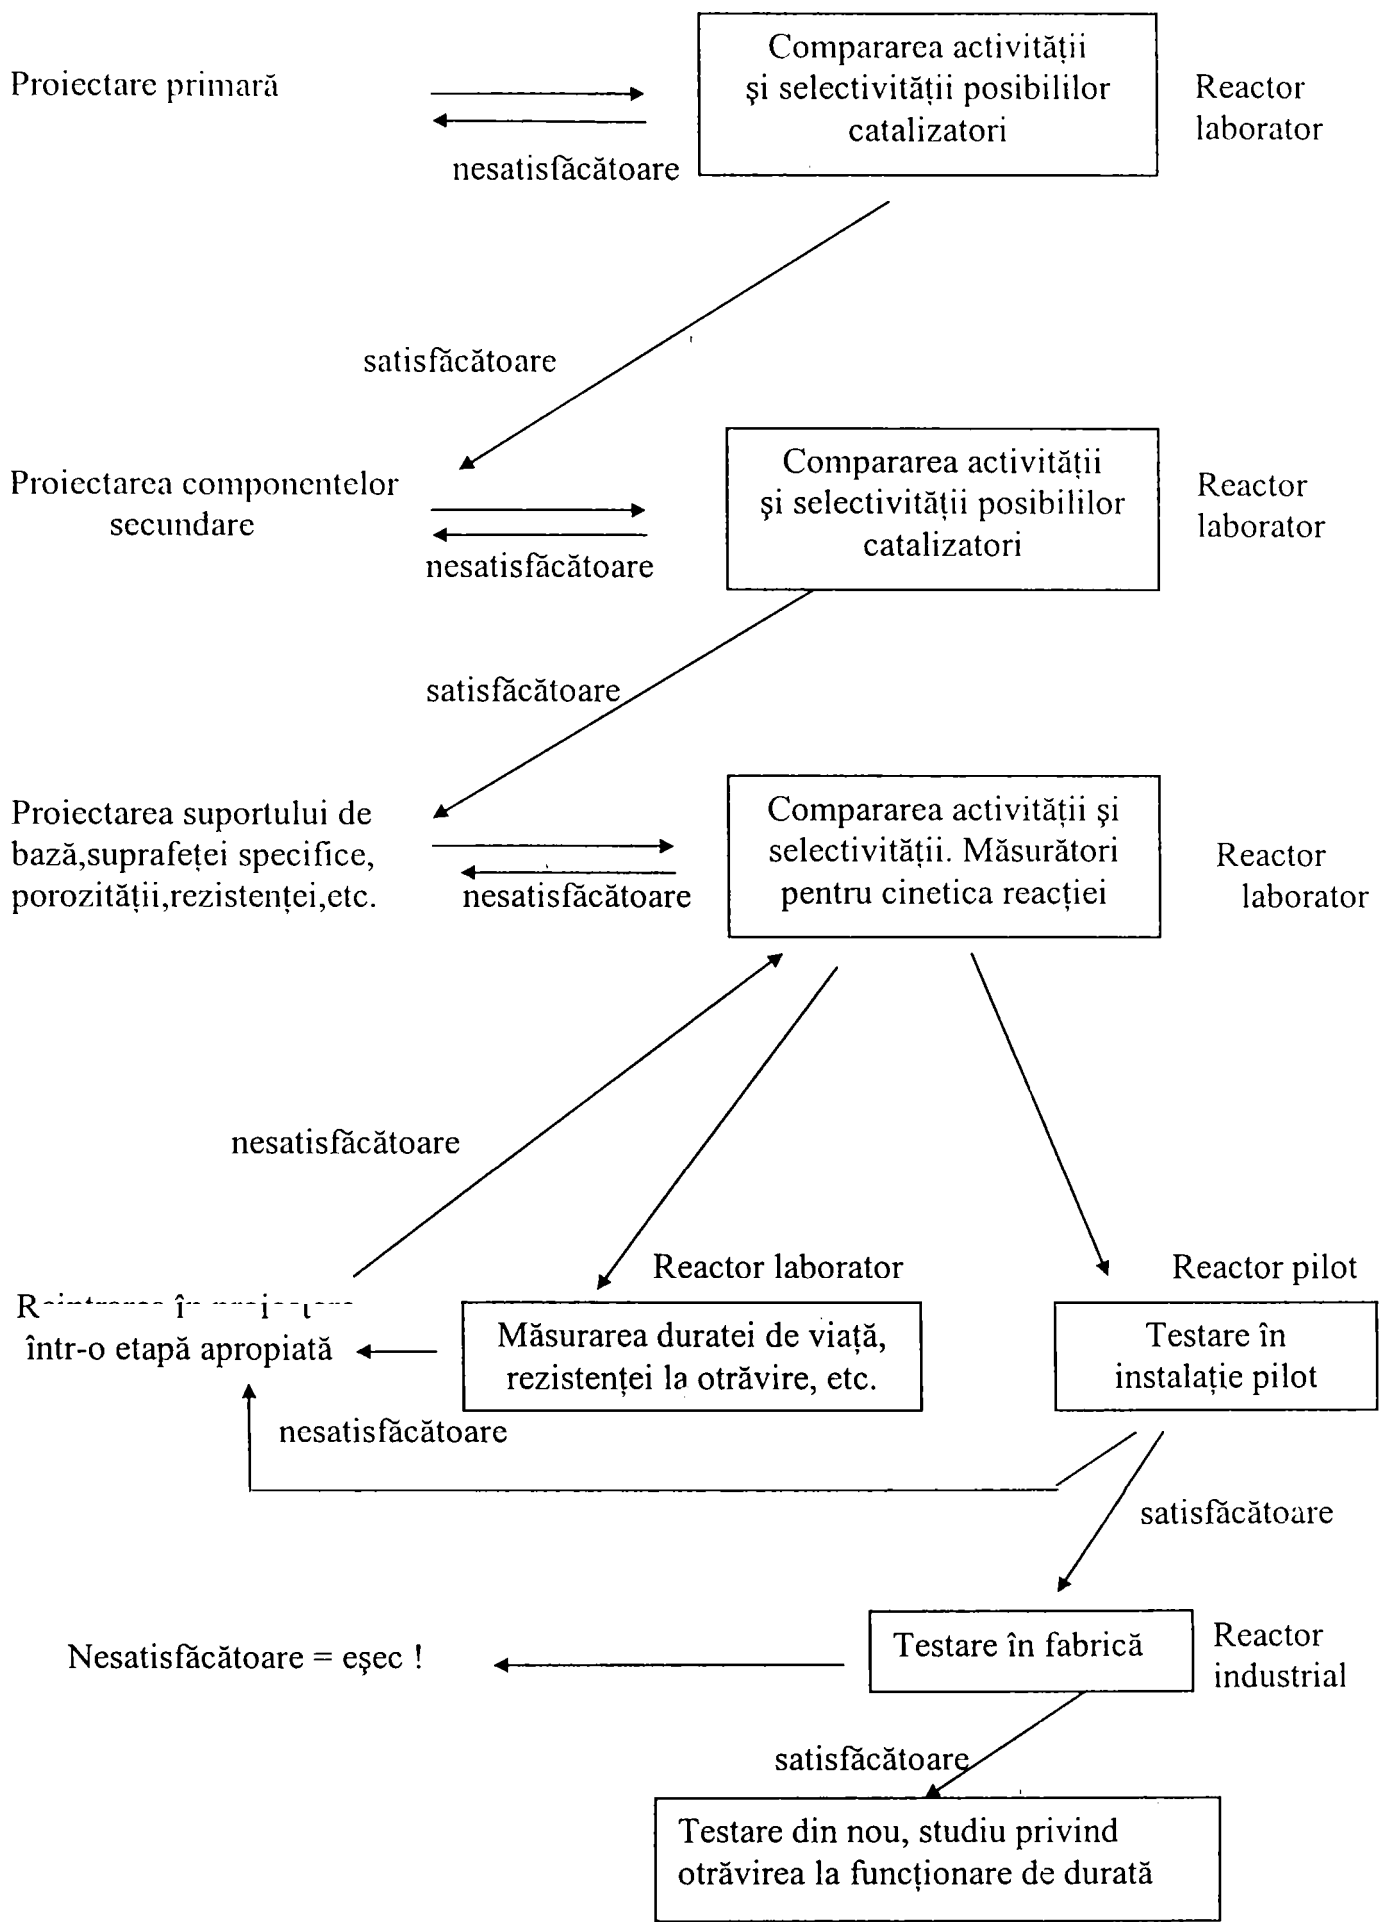 Proiectare primară
Compararea activității
și selectivității posibililor
catalizatori
Reactor
laborator
nesatisfăcătoare
satisfăcătoare
Proiectarea componentelor
secundare
Compararea activității
și selectivității posibililor
catalizatori
Reactor
laborator
nesatisfăcătoare
satisfăcătoare
Proiectarea suportului de
bază,suprafeței specifice,
porozității,rezistenței,etc.
Compararea activității și
selectivității. Măsurători
pentru cinetica reacției
Reactor
laborator
nesatisfăcătoare
nesatisfăcătoare
Reactor laborator
Reactor pilot
în
într-o etapă apropiată
Măsurarea duratei de viață,
rezistenței la otrăvire, etc.
Testare în
instalație pilot
nesatisfăcătoare
satisfăcătoare
Nesatisfăcătoare = eșec !
Testare în fabrică
Reactor
industrial
satisfăcătoare
Testare din nou, studiu privind
otrăvirea la funcționare de durată